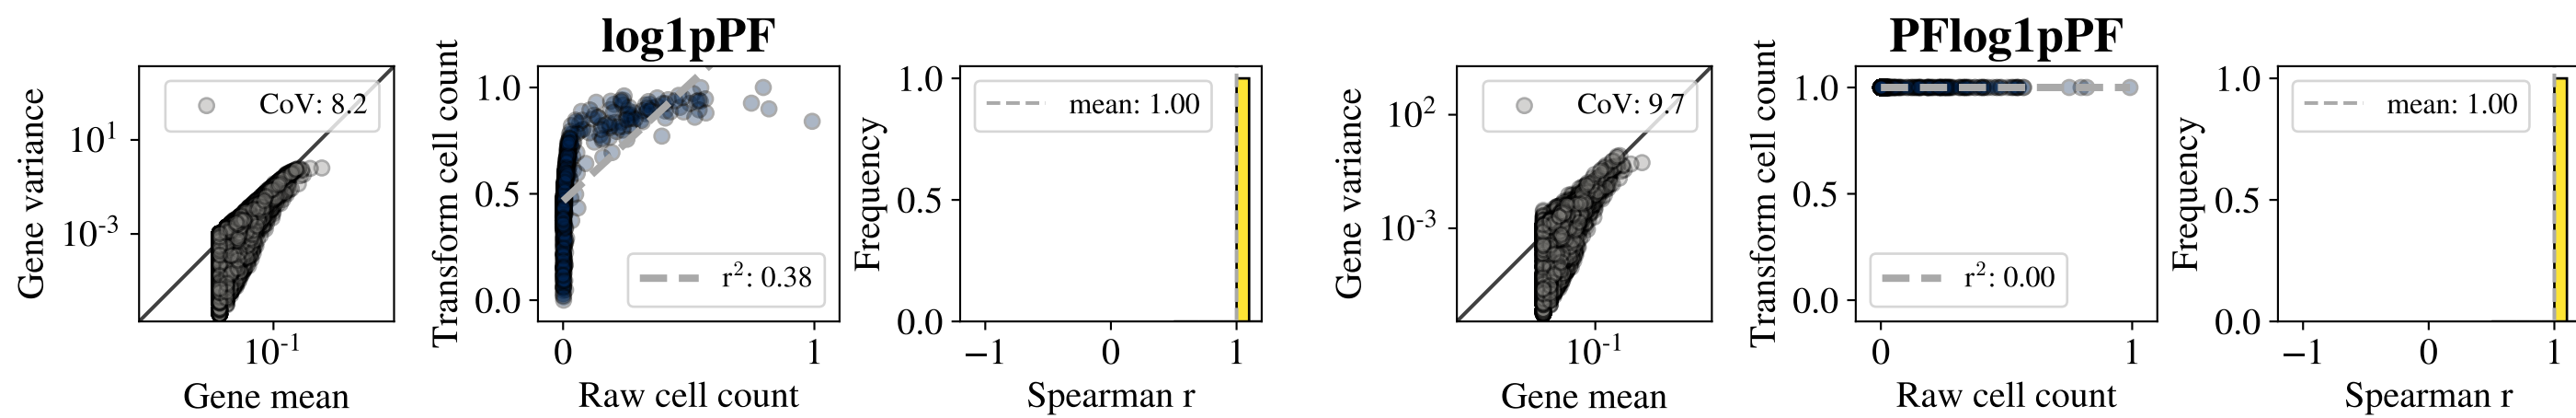 log1pPF
Gene variance
10^1
10^-3
CoV: 8.2
10^-1
Gene mean
Transform cell count
1.0
0.5
0.0
r²: 0.38
0
1
Raw cell count
Frequency
1.0
0.5
0.0
mean: 1.00
−1
0
1
Spearman r
PFlog1pPF
Gene variance
10^2
10^-3
CoV: 9.7
10^-1
Gene mean
Transform cell count
1.0
0.5
0.0
r²: 0.00
0
1
Raw cell count
Frequency
1.0
0.5
0.0
mean: 1.00
−1
0
1
Spearman r